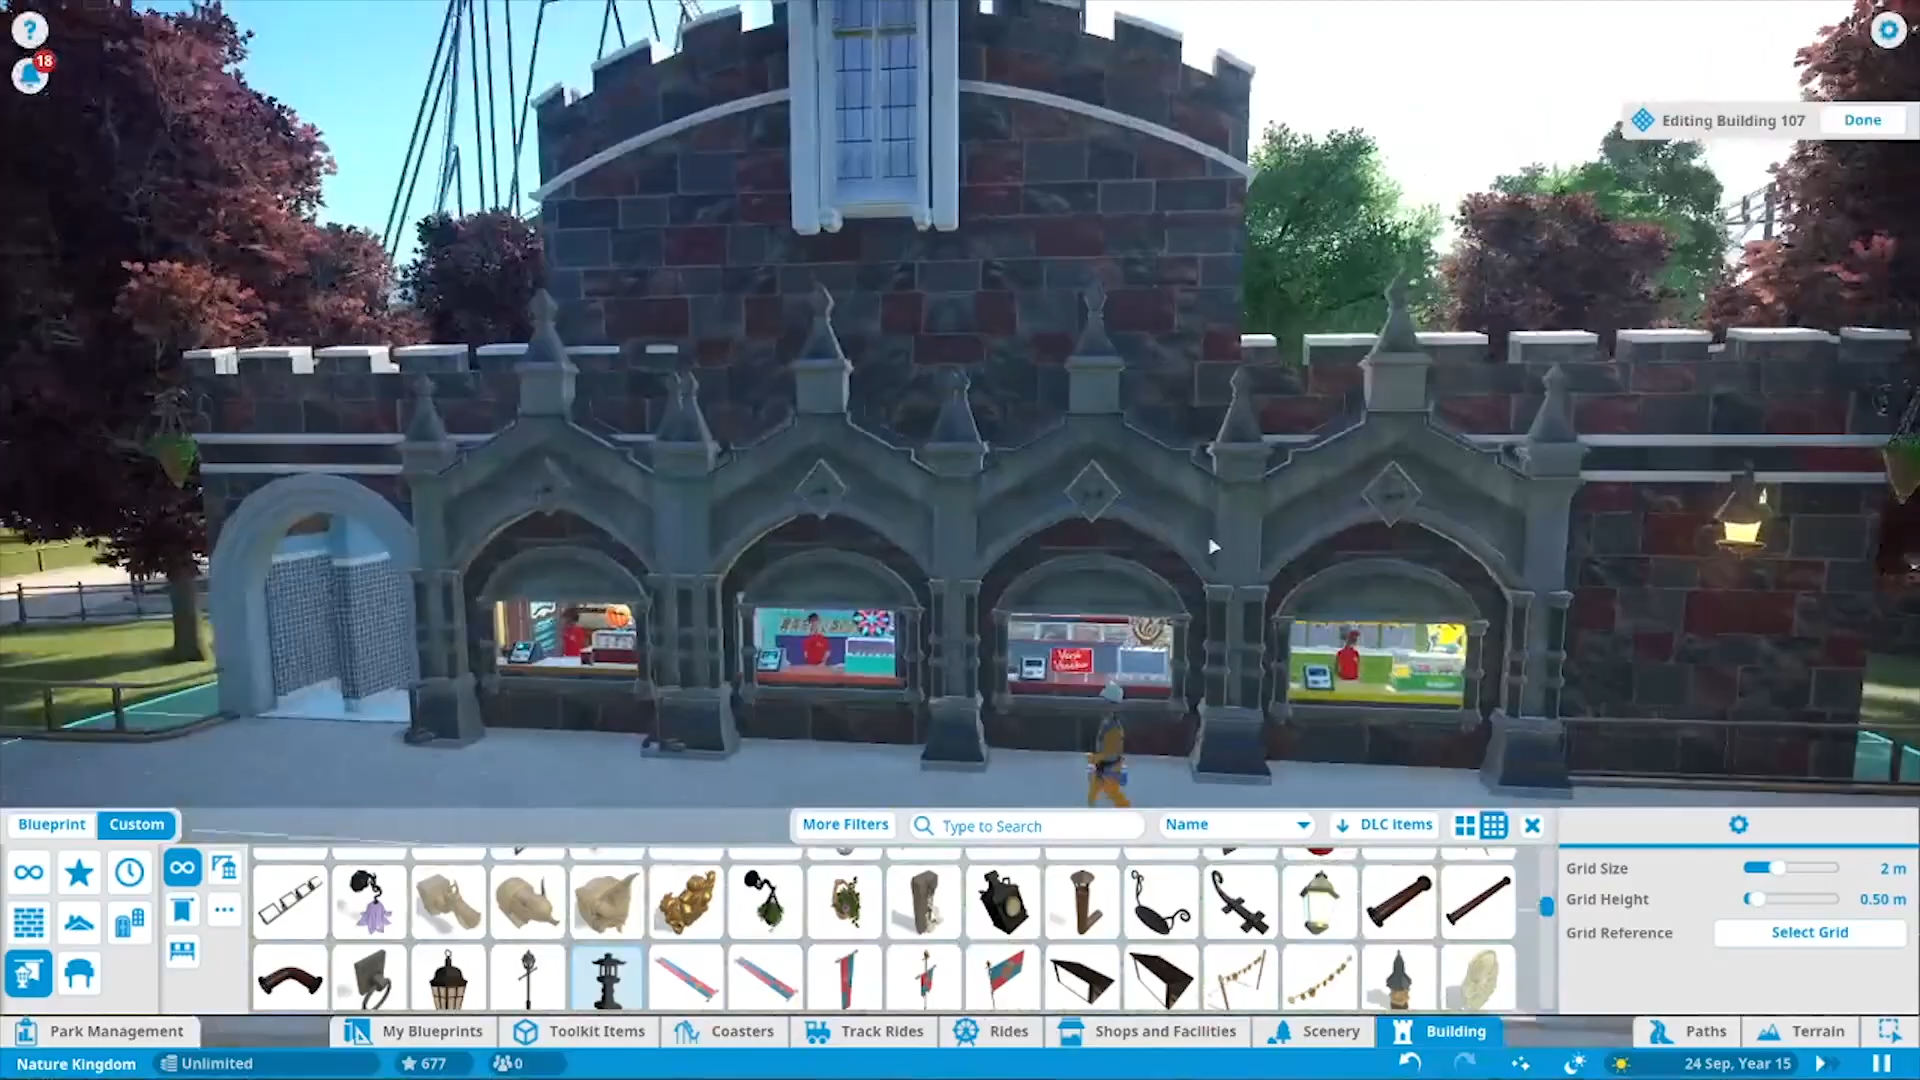 ?
18
Editing Building 107
Done
Blueprint
Custom
More Filters
Type to Search
Name
DLC items
Grid Size
2 m
Grid Height
0.50 m
Grid Reference
Select Grid
Park Management
My Blueprints
Toolkit Items
Coasters
Track Rides
Rides
Shops and Facilities
Scenery
Building
Paths
Terrain
Nature Kingdom
Unlimited
677
0
24 Sep, Year 15